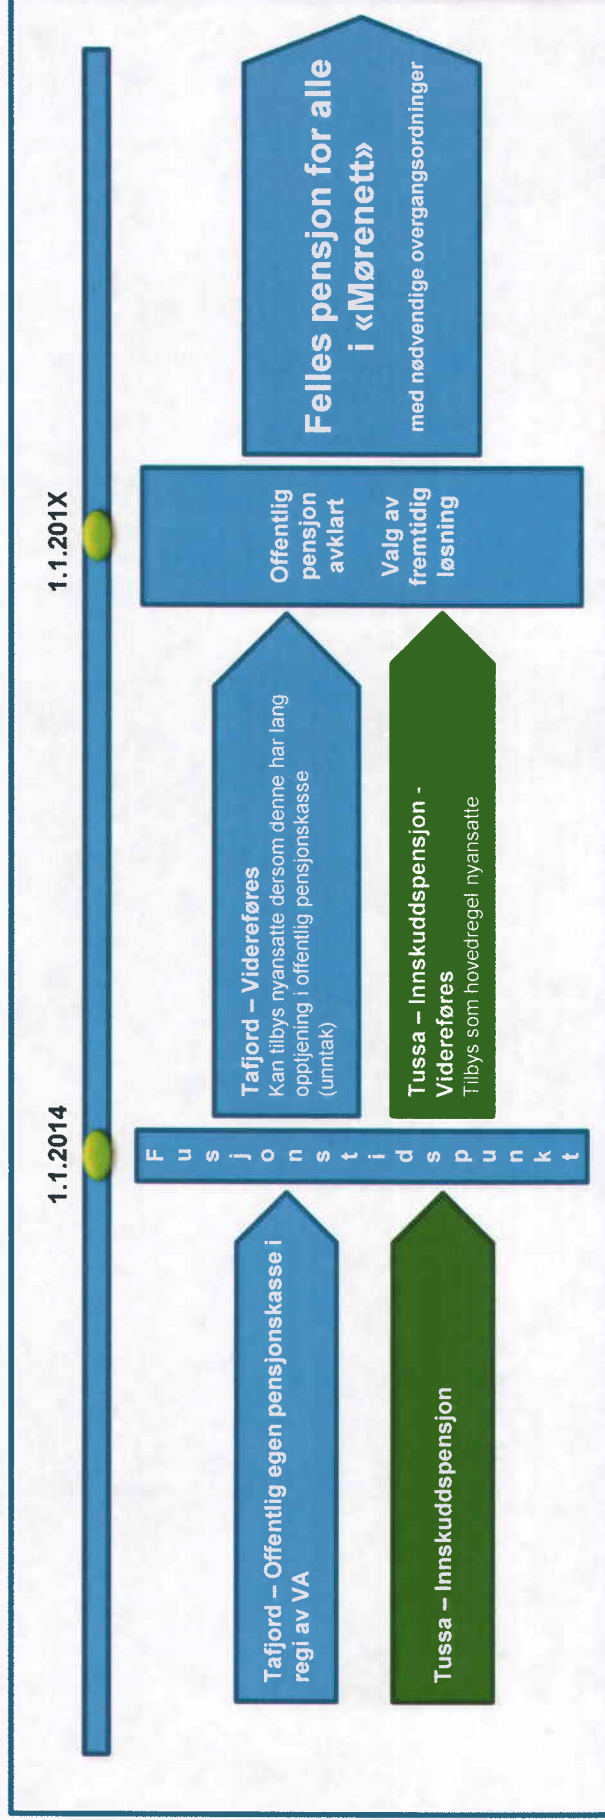 1.1.2014
1.1.201X
Tafjord – Offentlig egen pensjonskasse i
regi av VA
Tussa – Innskuddspensjon
Fusjonstidspunkt
Tafjord – Videreføres
Kan tilbys nyansatte dersom denne har lang
opptjening i offentlig pensjonskasse
(unntak)
Tussa – Innskuddspensjon -
Videreføres
Tilbys som hovedregel nyansatte
Offentlig
pensjon
avklart
Valg av
fremtidig
løsning
Felles pensjon for alle
i «Mørenett»
med nødvendige overgangsordninger